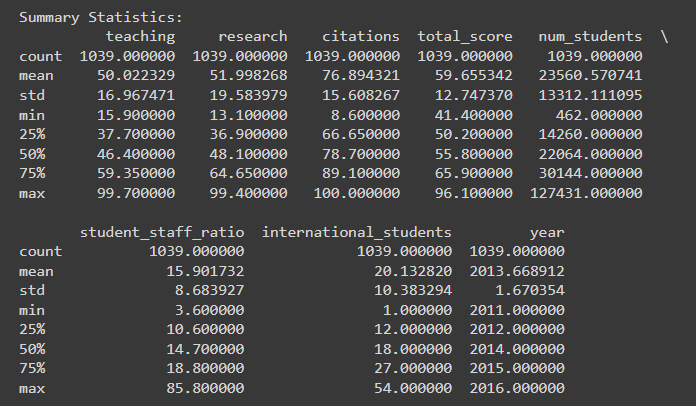 Summary Statistics:
teaching research citations total_score num_students \
count 1039.000000 1039.000000 1039.000000 1039.000000 1039.000000
mean 50.022329 51.998268 76.894321 59.655342 23560.570741
std 16.967471 19.583979 15.608267 12.747370 13312.111095
min 15.900000 13.100000 8.600000 41.400000 462.000000
25% 37.700000 36.900000 66.650000 50.200000 14260.000000
50% 46.400000 48.100000 78.700000 55.800000 22064.000000
75% 59.350000 64.650000 89.100000 65.900000 30144.000000
max 99.700000 99.400000 100.000000 96.100000 127431.000000
student_staff_ratio international_students year
count 1039.000000 1039.000000 1039.000000
mean 15.901732 20.132820 2013.668912
std 8.683927 10.383294 1.670354
min 3.600000 1.000000 2011.000000
25% 10.600000 12.000000 2012.000000
50% 14.700000 18.000000 2014.000000
75% 18.800000 27.000000 2015.000000
max 85.800000 54.000000 2016.000000